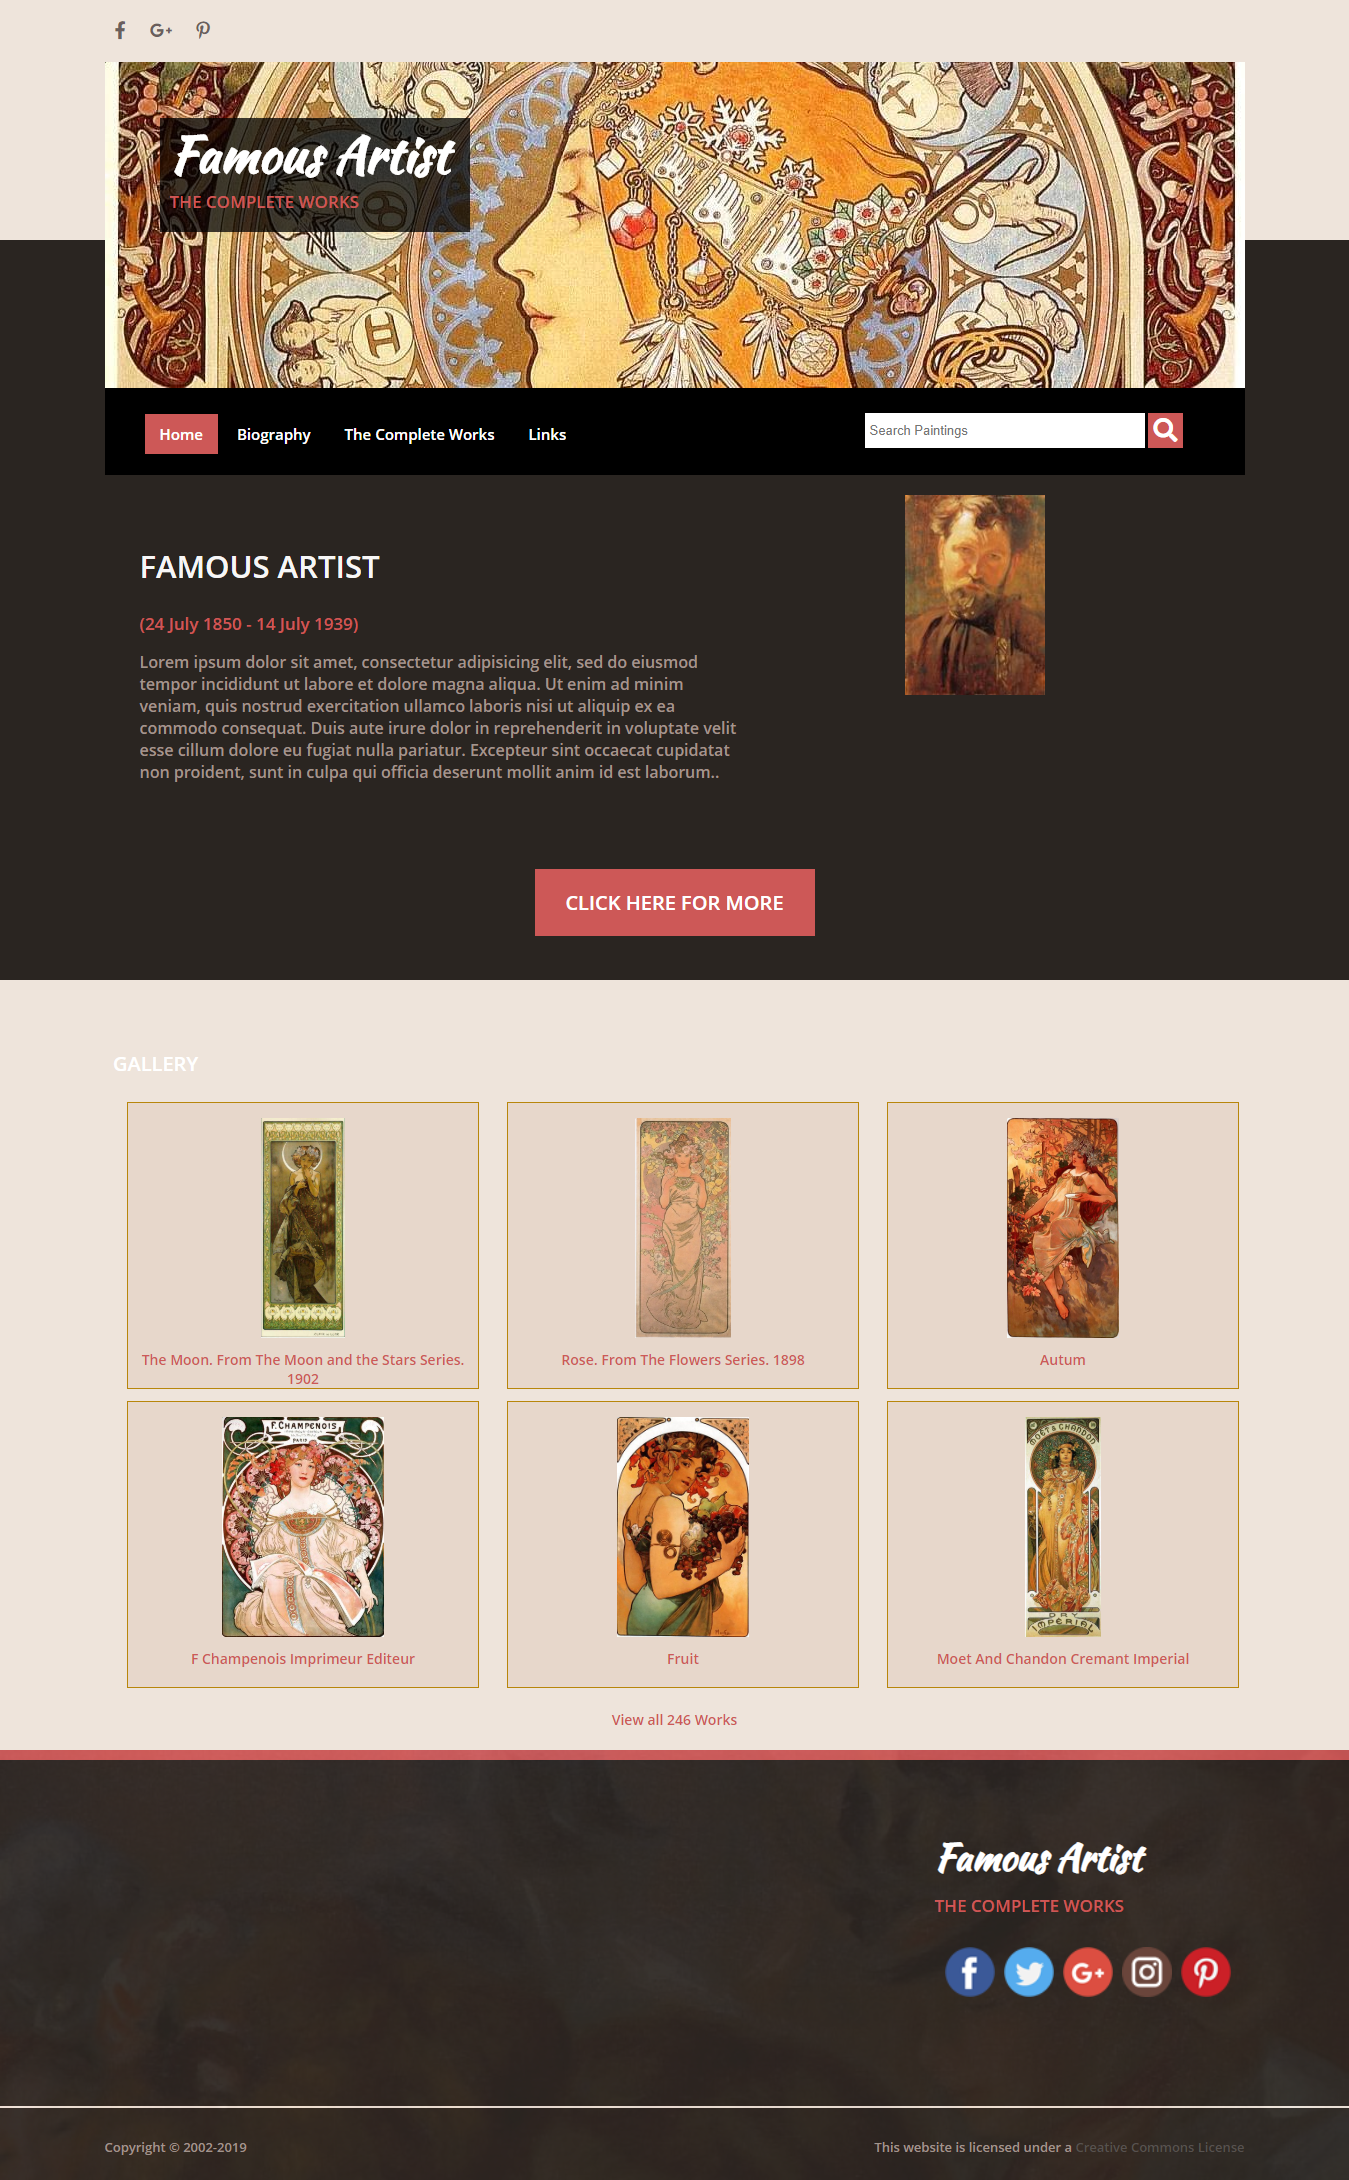 Famous Artist
THE COMPLETE WORKS
Home Biography The Complete Works Links Search Paintings
FAMOUS ARTIST
(24 July 1850 - 14 July 1939)
Lorem ipsum dolor sit amet, consectetur adipisicing elit, sed do eiusmod
tempor incididunt ut labore et dolore magna aliqua. Ut enim ad minim
veniam, quis nostrud exercitation ullamco laboris nisi ut aliquip ex ea
commodo consequat. Duis aute irure dolor in reprehenderit in voluptate velit
esse cillum dolore eu fugiat nulla pariatur. Excepteur sint occaecat cupidatat
non proident, sunt in culpa qui officia deserunt mollit anim id est laborum..
CLICK HERE FOR MORE
GALLERY
The Moon. From The Moon and the Stars Series.
1902
Rose. From The Flowers Series. 1898
Autum
F. CHAMPENOIS
PARIS
F Champenois Imprimeur Editeur
Fruit
MOET & CHANDON
DRY
IMPERIAL
Moet And Chandon Cremant Imperial
View all 246 Works
Famous Artist
THE COMPLETE WORKS
Copyright © 2002-2019
This website is licensed under a Creative Commons License